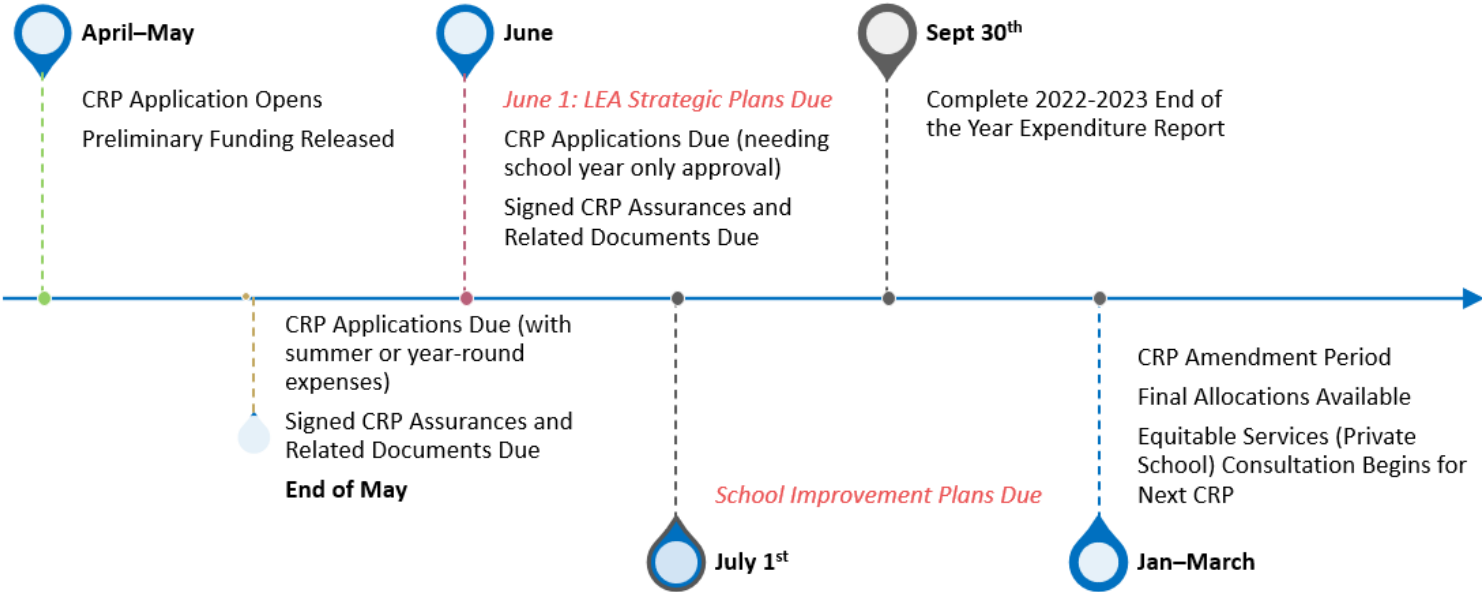 April–May
CRP Application Opens
Preliminary Funding Released
June
June 1: LEA Strategic Plans Due
CRP Applications Due (needing
school year only approval)
Signed CRP Assurances and
Related Documents Due
Sept 30th
Complete 2022-2023 End of
the Year Expenditure Report
CRP Applications Due (with
summer or year-round
expenses)
Signed CRP Assurances and
Related Documents Due
End of May
School Improvement Plans Due
July 1st
CRP Amendment Period
Final Allocations Available
Equitable Services (Private
School) Consultation Begins for
Next CRP
Jan–March